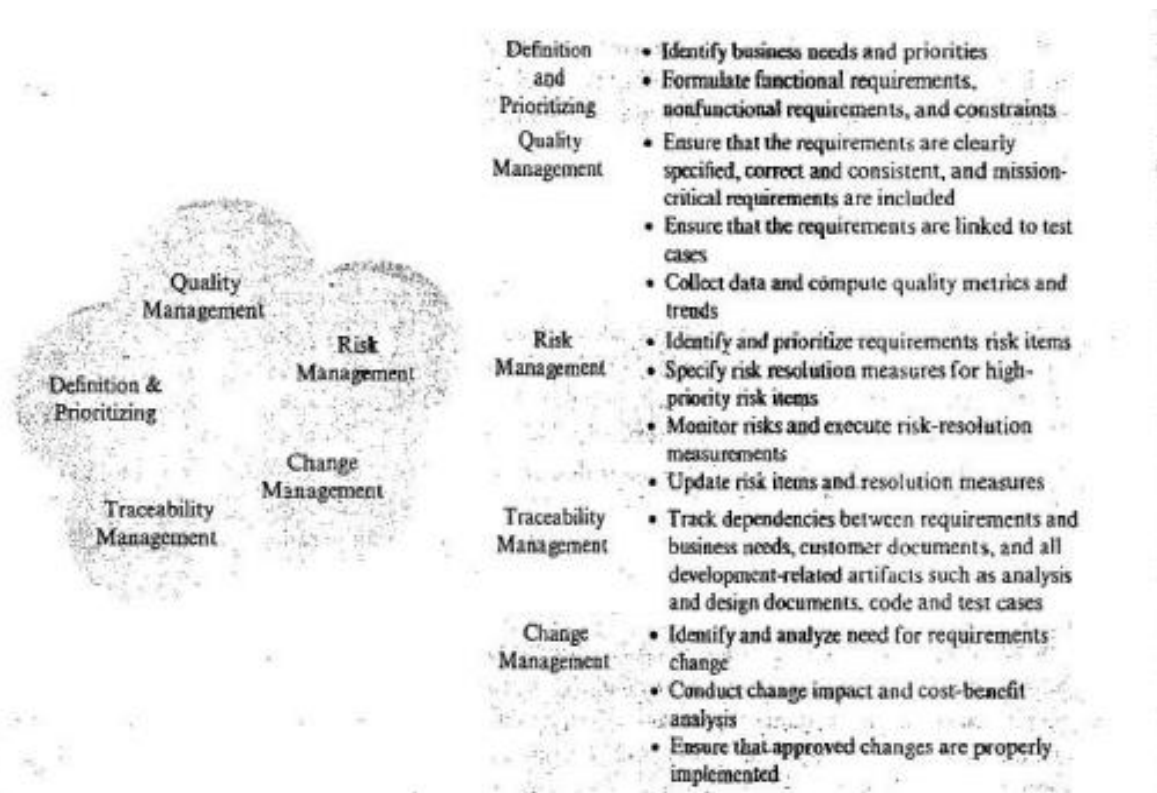 Quality
Management
Risk
Management
Definition &
Prioritizing
Change
Management
Traceability
Management
Definition
and
Prioritizing
• Identify business needs and priorities
• Formulate functional requirements,
nonfunctional requirements, and constraints
Quality
Management
• Ensure that the requirements are clearly
specified, correct and consistent, and mission-
critical requirements are included
• Ensure that the requirements are linked to test
cases
• Collect data and compute quality metrics and
trends
Risk
Management
• Identify and prioritize requirements risk items
• Specify risk resolution measures for high-
priority risk items
• Monitor risks and execute risk-resolution
measurements
• Update risk items and resolution measures
Traceability
Management
• Track dependencies between requirements and
business needs, customer documents, and all
development-related artifacts such as analysis
and design documents, code and test cases
Change
Management
• Identify and analyze need for requirements
change
• Conduct change impact and cost-benefit
analysis
• Ensure that approved changes are properly
implemented